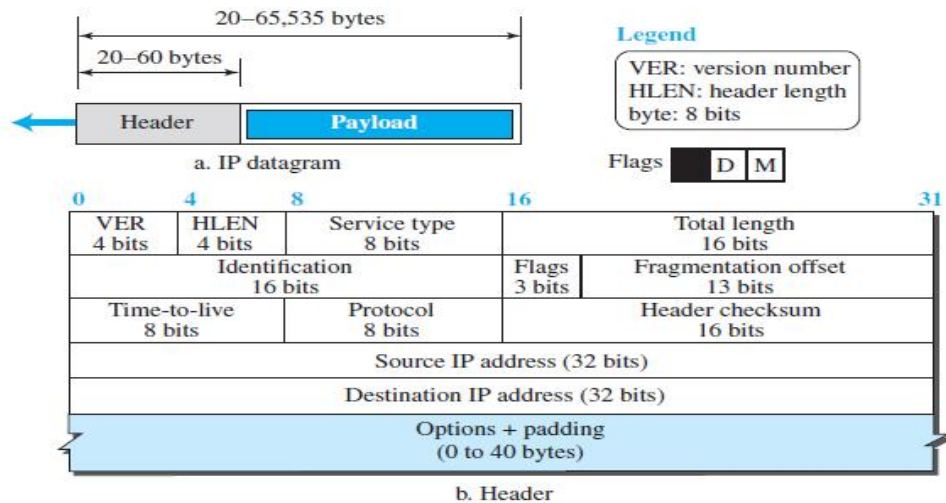 20–65,535 bytes
20–60 bytes
Header
Payload
a. IP datagram
Legend
VER: version number
HLEN: header length
byte: 8 bits
Flags D M
0 4 8 16 31
VER HLEN Service type Total length
4 bits 4 bits 8 bits 16 bits
Identification Flags Fragmentation offset
16 bits 3 bits 13 bits
Time-to-live Protocol Header checksum
8 bits 8 bits 16 bits
Source IP address (32 bits)
Destination IP address (32 bits)
Options + padding
(0 to 40 bytes)
b. Header